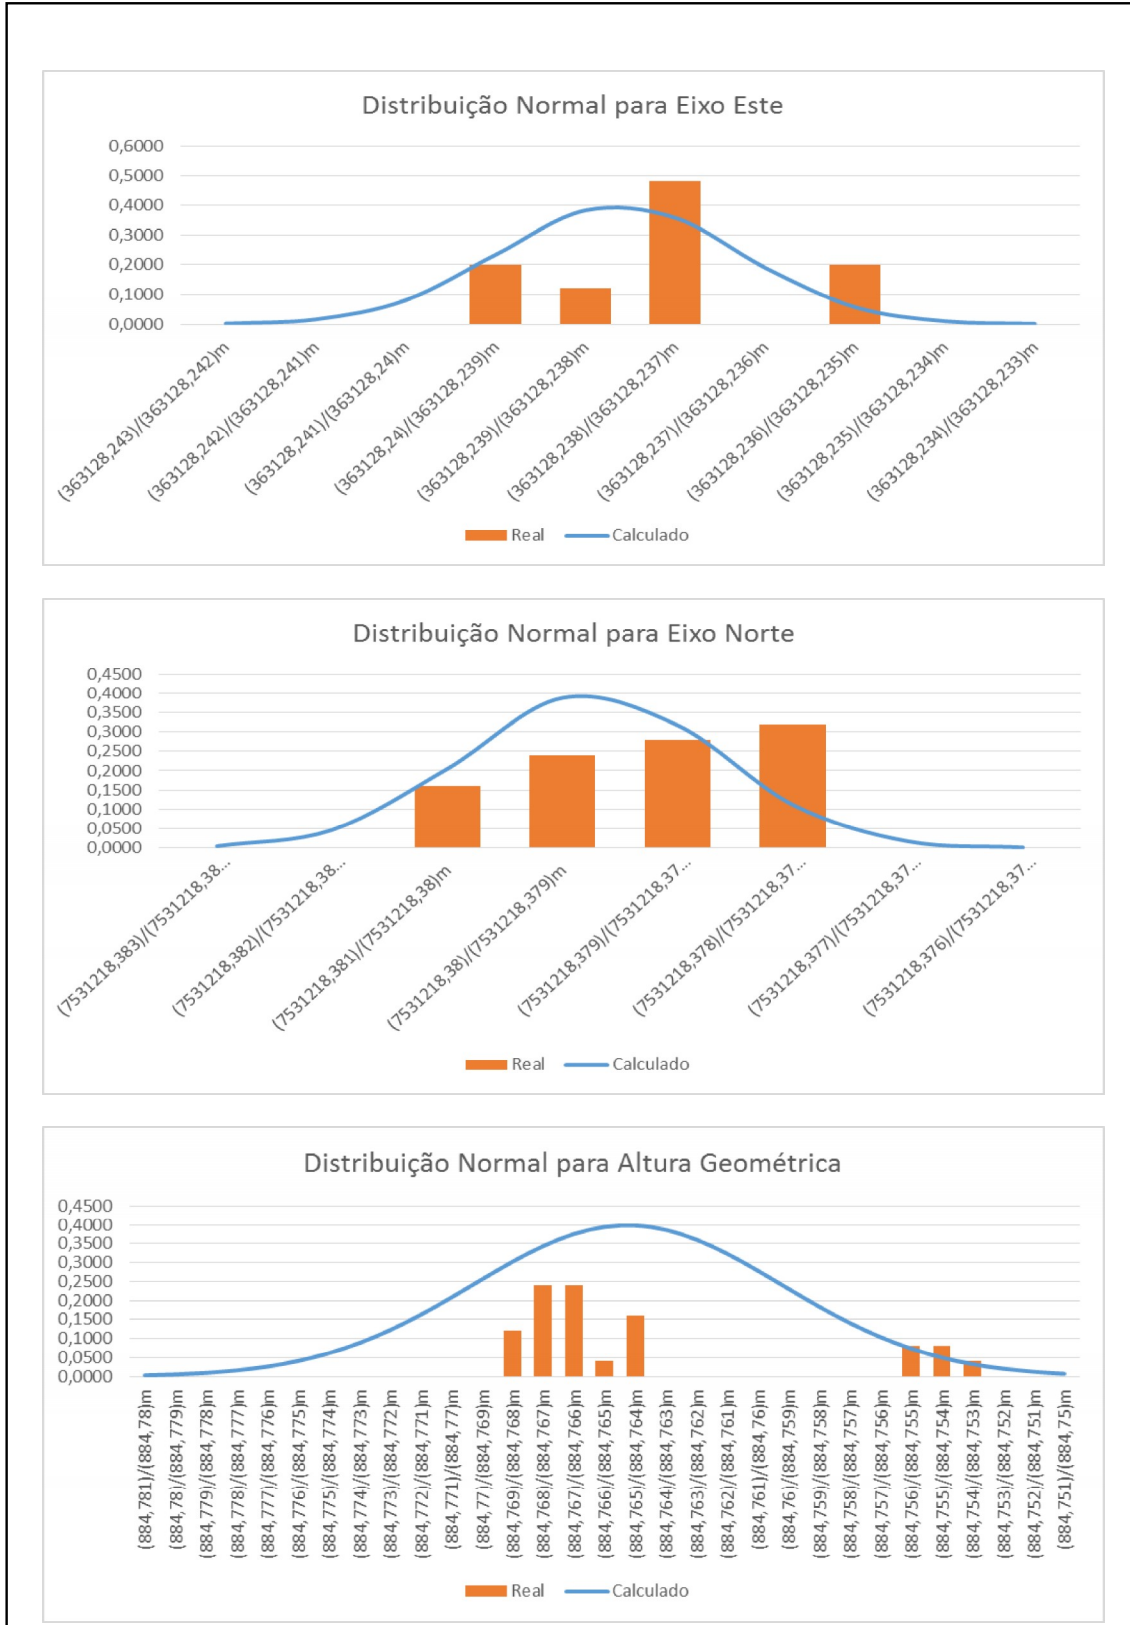 Distribuição Normal para Eixo Este
0,6000
0,5000
0,4000
0,3000
0,2000
0,1000
0,0000
(363128,243)/(363128,242)m
(363128,242)/(363128,241)m
(363128,241)/(363128,24)m
(363128,24)/(363128,239)m
(363128,239)/(363128,238)m
(363128,238)/(363128,237)m
(363128,237)/(363128,236)m
(363128,236)/(363128,235)m
(363128,235)/(363128,234)m
(363128,234)/(363128,233)m
Real Calculado
Distribuição Normal para Eixo Norte
0,4500
0,4000
0,3500
0,3000
0,2500
0,2000
0,1500
0,1000
0,0500
0,0000
(7531218,383)/(7531218,38...
(7531218,382)/(7531218,38...
(7531218,381)/(7531218,38)m
(7531218,38)/(7531218,379)m
(7531218,379)/(7531218,37...
(7531218,378)/(7531218,37...
(7531218,377)/(7531218,37...
(7531218,376)/(7531218,37...
Real Calculado
Distribuição Normal para Altura Geométrica
0,4500
0,4000
0,3500
0,3000
0,2500
0,2000
0,1500
0,1000
0,0500
0,0000
(884,781)/(884,78)m
(884,78)/(884,779)m
(884,779)/(884,778)m
(884,778)/(884,777)m
(884,777)/(884,776)m
(884,776)/(884,775)m
(884,775)/(884,774)m
(884,774)/(884,773)m
(884,773)/(884,772)m
(884,772)/(884,771)m
(884,771)/(884,77)m
(884,77)/(884,769)m
(884,769)/(884,768)m
(884,768)/(884,767)m
(884,767)/(884,766)m
(884,766)/(884,765)m
(884,765)/(884,764)m
(884,764)/(884,763)m
(884,763)/(884,762)m
(884,762)/(884,761)m
(884,761)/(884,76)m
(884,76)/(884,759)m
(884,759)/(884,758)m
(884,758)/(884,757)m
(884,757)/(884,756)m
(884,756)/(884,755)m
(884,755)/(884,754)m
(884,754)/(884,753)m
(884,753)/(884,752)m
(884,752)/(884,751)m
(884,751)/(884,75)m
Real Calculado